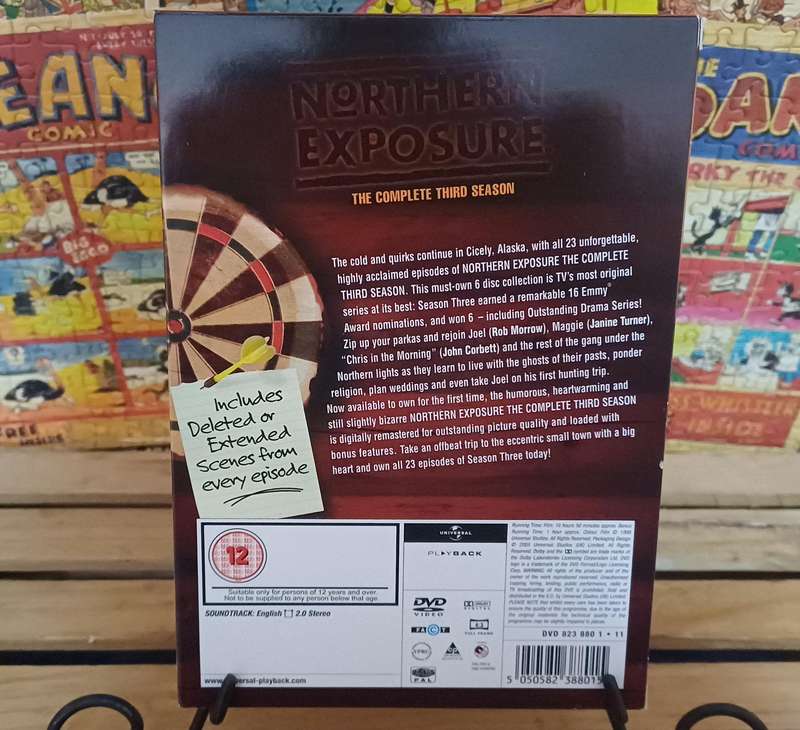 NORTHERN
EXPOSURE
THE COMPLETE THIRD SEASON
The cold and quirks continue in Cicely, Alaska, with all 23 unforgettable,
highly acclaimed episodes of NORTHERN EXPOSURE THE COMPLETE
THIRD SEASON. This must-own 6 disc collection is TV's most original
series at its best: Season Three earned a remarkable 16 Emmy®
Award nominations, and won 6 – including Outstanding Drama Series!
Zip up your parkas and rejoin Joel (Rob Morrow), Maggie (Janine Turner),
"Chris in the Morning" (John Corbett) and the rest of the gang under the
Northern lights as they learn to live with the ghosts of their pasts, ponder
religion, plan weddings and even take Joel on his first hunting trip.
Now available to own for the first time, the humorous, heartwarming and
still slightly bizarre NORTHERN EXPOSURE THE COMPLETE THIRD SEASON
is digitally remastered for outstanding picture quality and loaded with
bonus features. Take an offbeat trip to the eccentric small town with a big
heart and own all 23 episodes of Season Three today!
Includes
Deleted or
Extended
Scenes from
every episode
12
Suitable only for persons of 12 years and over.
Not to be supplied to any person below that age.
SOUNDTRACK: English 2.0 Stereo
UNIVERSAL
PLAYBACK
DVD
VIDEO
FACT
FULL FRAME
PAL
DVD 823 880 1 • 11
5 050582 388015
EAN
COMIC
BIG
EGGO
FREE
THE
DAN
COM